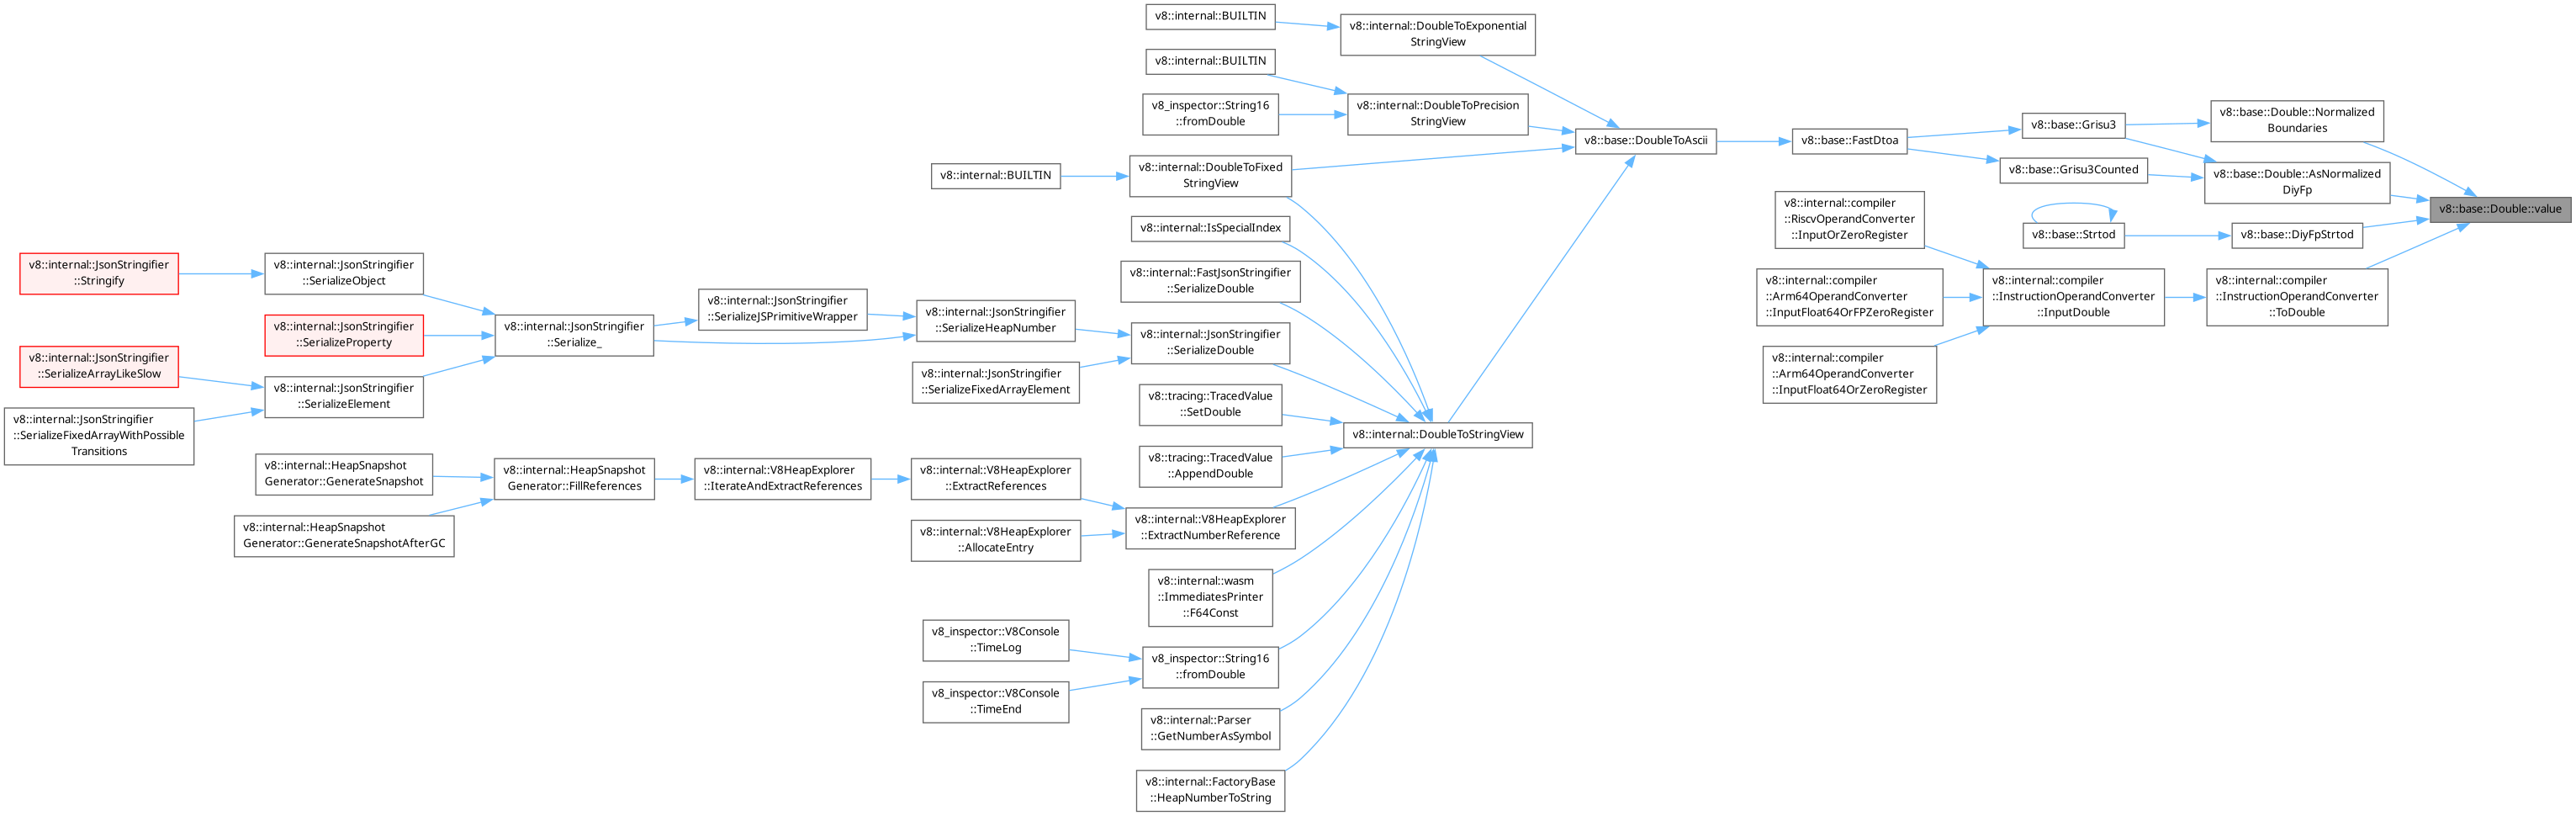 v8::internal::BUILTIN
v8::internal::DoubleToExponential
StringView
v8::internal::BUILTIN
v8_inspector::String16
::fromDouble
v8::internal::DoubleToPrecision
StringView
v8::base::DoubleToAscii
v8::base::FastDtoa
v8::base::Grisu3
v8::base::Grisu3Counted
v8::base::Double::Normalized
Boundaries
v8::base::Double::AsNormalized
DiyFp
v8::base::Double::value
v8::internal::BUILTIN
v8::internal::DoubleToFixed
StringView
v8::internal::compiler
::RiscvOperandConverter
::InputOrZeroRegister
v8::base::Strtod
v8::base::DiyFpStrtod
v8::internal::IsSpecialIndex
v8::internal::FastJsonStringifier
::SerializeDouble
v8::internal::compiler
::Arm64OperandConverter
::InputFloat64OrFPZeroRegister
v8::internal::compiler
::InstructionOperandConverter
::InputDouble
v8::internal::compiler
::InstructionOperandConverter
::ToDouble
v8::internal::compiler
::Arm64OperandConverter
::InputFloat64OrZeroRegister
v8::internal::JsonStringifier
::Stringify
v8::internal::JsonStringifier
::SerializeObject
v8::internal::JsonStringifier
::SerializeProperty
v8::internal::JsonStringifier
::Serialize_
v8::internal::JsonStringifier
::SerializeJSPrimitiveWrapper
v8::internal::JsonStringifier
::SerializeHeapNumber
v8::internal::JsonStringifier
::SerializeDouble
v8::internal::JsonStringifier
::SerializeArrayLikeSlow
v8::internal::JsonStringifier
::SerializeElement
v8::internal::JsonStringifier
::SerializeFixedArrayElement
v8::internal::JsonStringifier
::SerializeFixedArrayWithPossible
Transitions
v8::tracing::TracedValue
::SetDouble
v8::internal::DoubleToStringView
v8::tracing::TracedValue
::AppendDouble
v8::internal::HeapSnapshot
Generator::GenerateSnapshot
v8::internal::HeapSnapshot
Generator::FillReferences
v8::internal::V8HeapExplorer
::IterateAndExtractReferences
v8::internal::V8HeapExplorer
::ExtractReferences
v8::internal::HeapSnapshot
Generator::GenerateSnapshotAfterGC
v8::internal::V8HeapExplorer
::AllocateEntry
v8::internal::V8HeapExplorer
::ExtractNumberReference
v8::internal::wasm
::ImmediatesPrinter
::F64Const
v8_inspector::V8Console
::TimeLog
v8_inspector::V8Console
::TimeEnd
v8_inspector::String16
::fromDouble
v8::internal::Parser
::GetNumberAsSymbol
v8::internal::FactoryBase
::HeapNumberToString